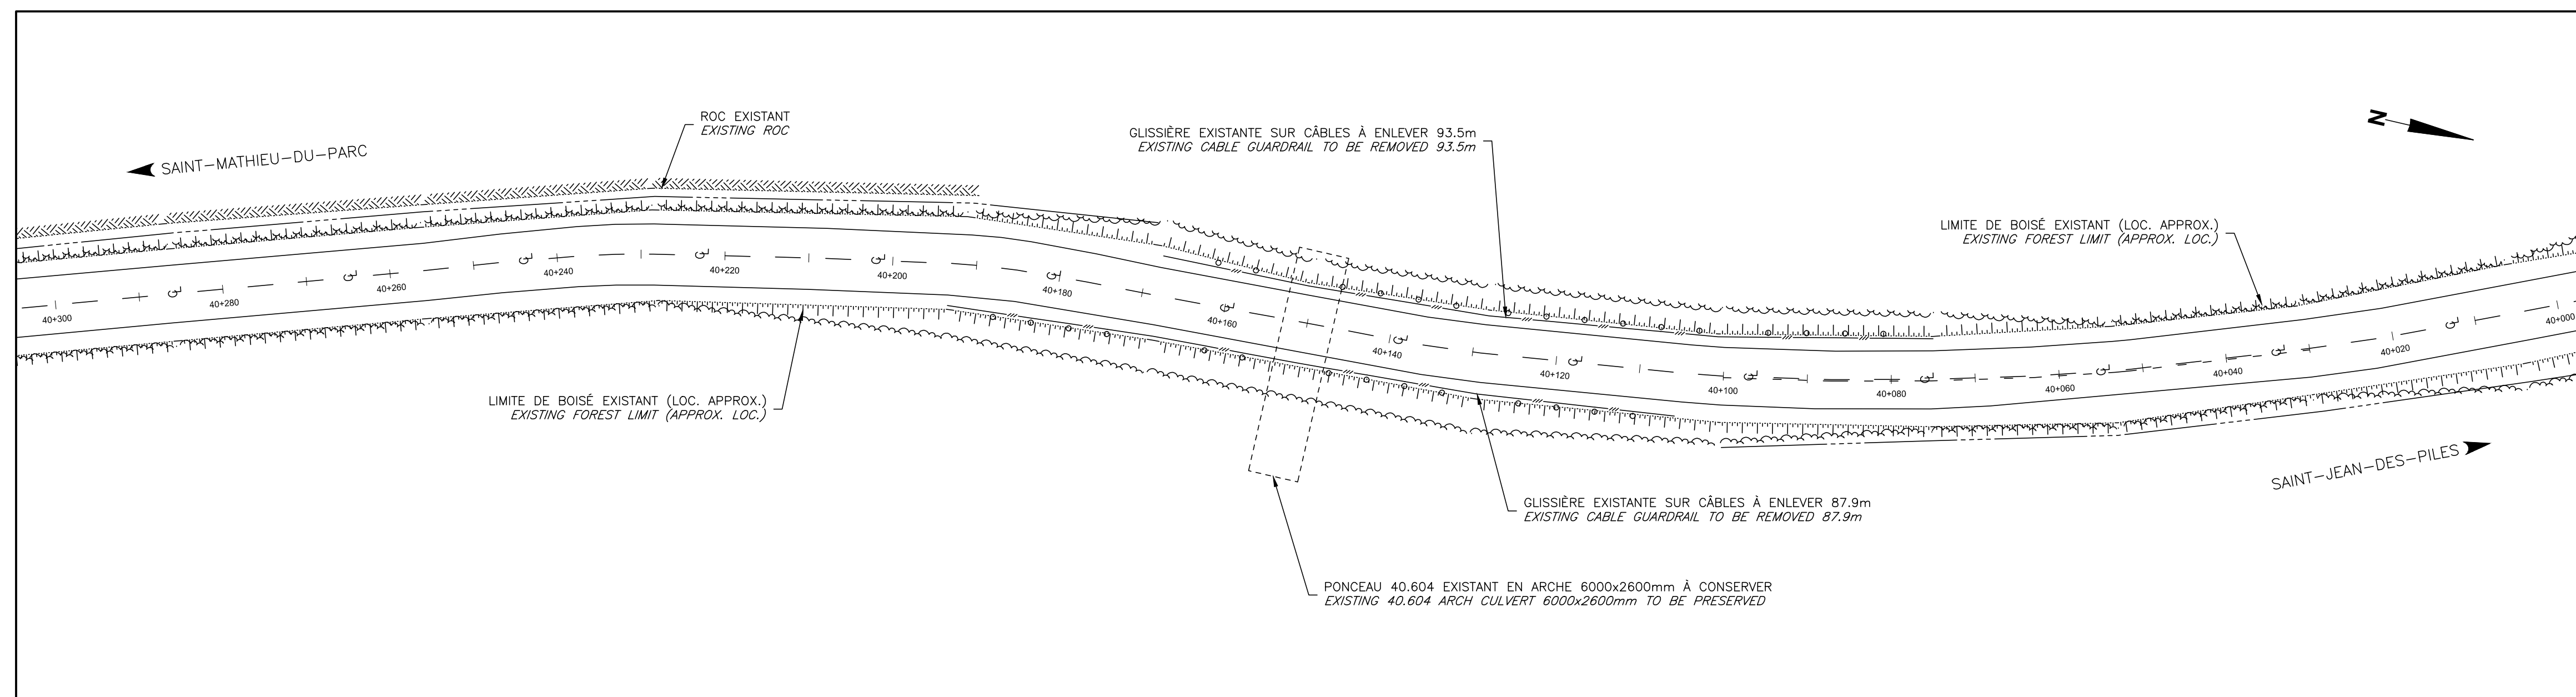 ROC EXISTANT
EXISTING ROC
GLISSIÈRE EXISTANTE SUR CÂBLES À ENLEVER 93.5m
EXISTING CABLE GUARDRAIL TO BE REMOVED 93.5m
N
SAINT-MATHIEU-DU-PARC
LIMITE DE BOISÉ EXISTANT (LOC. APPROX.)
EXISTING FOREST LIMIT (APPROX. LOC.)
40+300
40+280
40+260
40+240
40+220
40+200
40+180
40+160
40+140
40+120
40+100
40+080
40+060
40+040
40+020
40+000
LIMITE DE BOISÉ EXISTANT (LOC. APPROX.)
EXISTING FOREST LIMIT (APPROX. LOC.)
SAINT-JEAN-DES-PILES
GLISSIÈRE EXISTANTE SUR CÂBLES À ENLEVER 87.9m
EXISTING CABLE GUARDRAIL TO BE REMOVED 87.9m
PONCEAU 40.604 EXISTANT EN ARCHE 6000x2600mm À CONSERVER
EXISTING 40.604 ARCH CULVERT 6000x2600mm TO BE PRESERVED